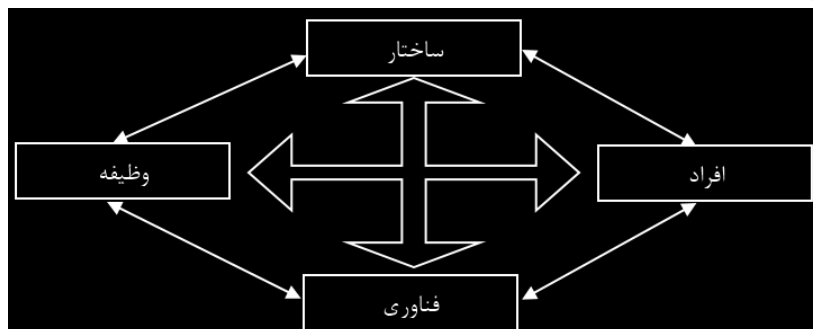 ساختار
افراد
وظیفه
فناوری